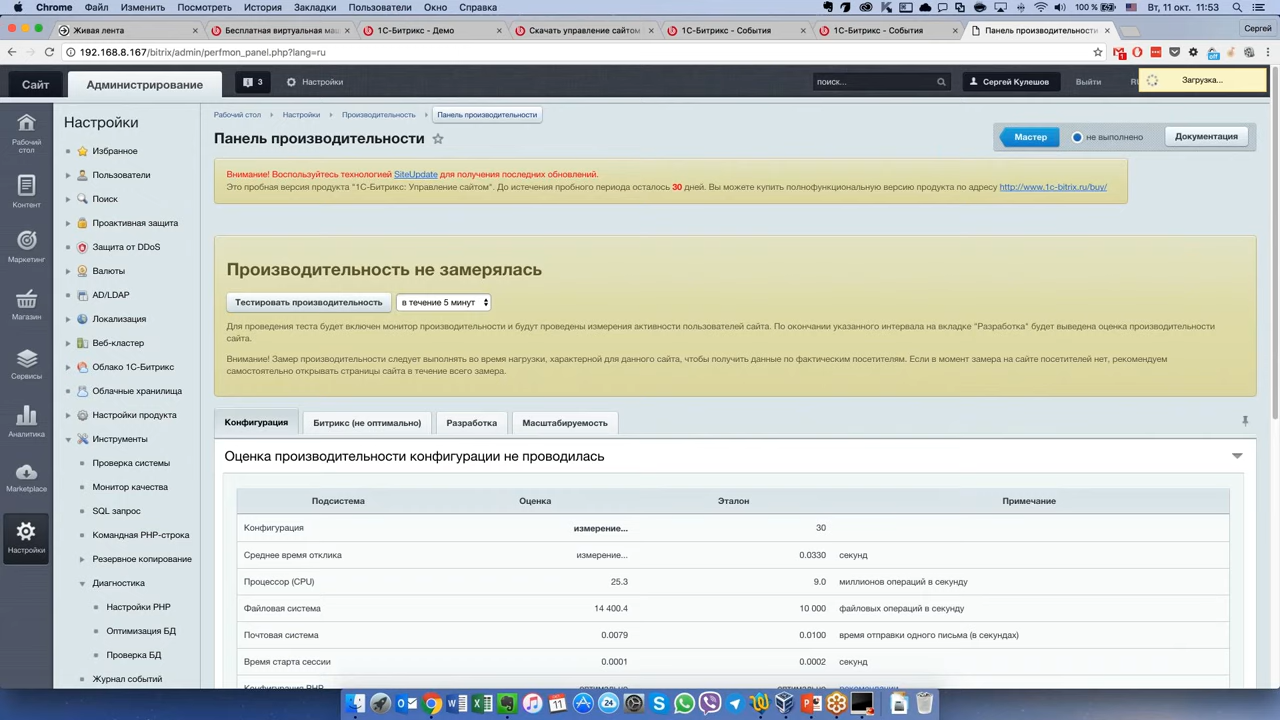 Chrome Файл Изменить Просмотреть История Закладки Пользователи Окно Справка 100 % Вт, 11 окт. 11:53
Живая лента Бесплатная виртуальная маш 1С-Битрикс - Демо Скачать управление сайтом 1С-Битрикс - События 1С-Битрикс - События Панель производительности Сергей
192.168.8.167/bitrix/admin/perfmon_panel.php?lang=ru
Сайт Администрирование 3 Настройки поиск... Сергей Кулешов Выйти Загрузка...
Рабочий стол
Контент
Маркетинг
Магазин
Сервисы
Аналитика
Marketplace
Настройки
Настройки
Избранное
Пользователи
Поиск
Проактивная защита
Защита от DDoS
Валюты
AD/LDAP
Локализация
Веб-кластер
Облако 1С-Битрикс
Облачные хранилища
Настройки продукта
Инструменты
Проверка системы
Монитор качества
SQL запрос
Командная PHP-строка
Резервное копирование
Диагностика
Настройки PHP
Оптимизация БД
Проверка БД
Журнал событий
Рабочий стол Настройки Производительность Панель производительности
Панель производительности
Мастер не выполнено Документация
Внимание! Воспользуйтесь технологией SiteUpdate для получения последних обновлений.
Это пробная версия продукта "1С-Битрикс: Управление сайтом". До истечения пробного периода осталось 30 дней. Вы можете купить полнофункциональную версию продукта по адресу http://www.1c-bitrix.ru/buy/
Производительность не замерялась
Тестировать производительность в течение 5 минут
Для проведения теста будет включен монитор производительности и будут проведены измерения активности пользователей сайта. По окончании указанного интервала на вкладке "Разработка" будет выведена оценка производительности
сайта.
Внимание! Замер производительности следует выполнять во время нагрузки, характерной для данного сайта, чтобы получить данные по фактическим посетителям. Если в момент замера на сайте посетителей нет, рекомендуем
самостоятельно открывать страницы сайта в течение всего замера.
Конфигурация Битрикс (не оптимально) Разработка Масштабируемость
Оценка производительности конфигурации не проводилась
Подсистема Оценка Эталон Примечание
Конфигурация измерение... 30
Среднее время отклика измерение... 0.0330 секунд
Процессор (CPU) 25.3 9.0 миллионов операций в секунду
Файловая система 14 400.4 10 000 файловых операций в секунду
Почтовая система 0.0079 0.0100 время отправки одного письма (в секундах)
Время старта сессии 0.0001 0.0002 секунд
Конфигурация PHP оптимально оптимально рекомендации